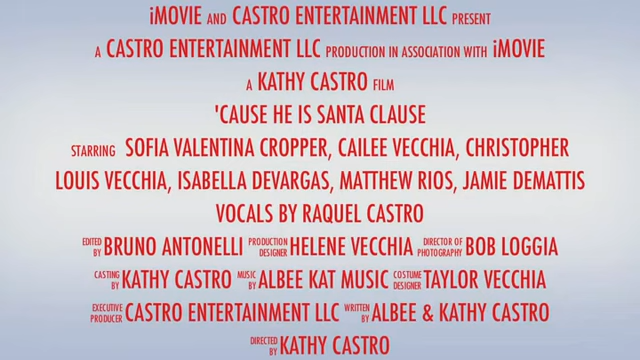 iMOVIE AND CASTRO ENTERTAINMENT LLC PRESENT
A CASTRO ENTERTAINMENT LLC PRODUCTION IN ASSOCIATION WITH iMOVIE
A KATHY CASTRO FILM
'CAUSE HE IS SANTA CLAUSE
STARRING SOFIA VALENTINA CROPPER, CAILEE VECCHIA, CHRISTOPHER
LOUIS VECCHIA, ISABELLA DEVARGAS, MATTHEW RIOS, JAMIE DEMATTIS
VOCALS BY RAQUEL CASTRO
EDITED BY BRUNO ANTONELLI PRODUCTION DESIGNER HELENE VECCHIA DIRECTOR OF PHOTOGRAPHY BOB LOGGIA
CASTING BY KATHY CASTRO MUSIC BY ALBEE KAT MUSIC COSTUME DESIGNER TAYLOR VECCHIA
EXECUTIVE PRODUCER CASTRO ENTERTAINMENT LLC WRITTEN BY ALBEE & KATHY CASTRO
DIRECTED BY KATHY CASTRO